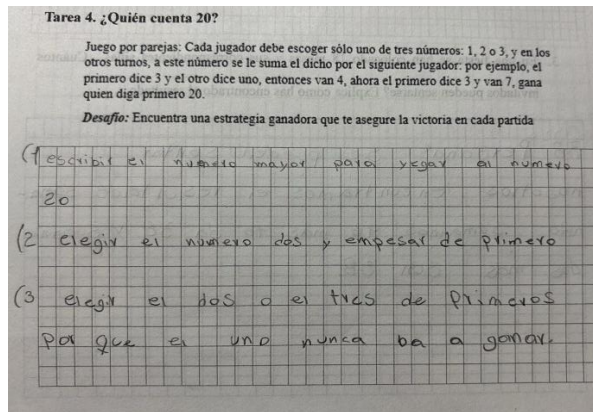 Tarea 4. ¿Quién cuenta 20?
Juego por parejas: Cada jugador debe escoger sólo uno de tres números: 1, 2 o 3, y en los
otros turnos, a este número se le suma el dicho por el siguiente jugador: por ejemplo, el
primero dice 3 y el otro dice uno, entonces van 4, ahora el primero dice 3 y van 7, gana
quien diga primero 20.
Desafío: Encuentra una estrategia ganadora que te asegure la victoria en cada partida
(1 escribir el numero mayor para yegar al numero
20
(2 elegir el numero dos y empesar de primero
(3 elegir el dos o el tres de primeros
por que el uno nunca ba a ganar.